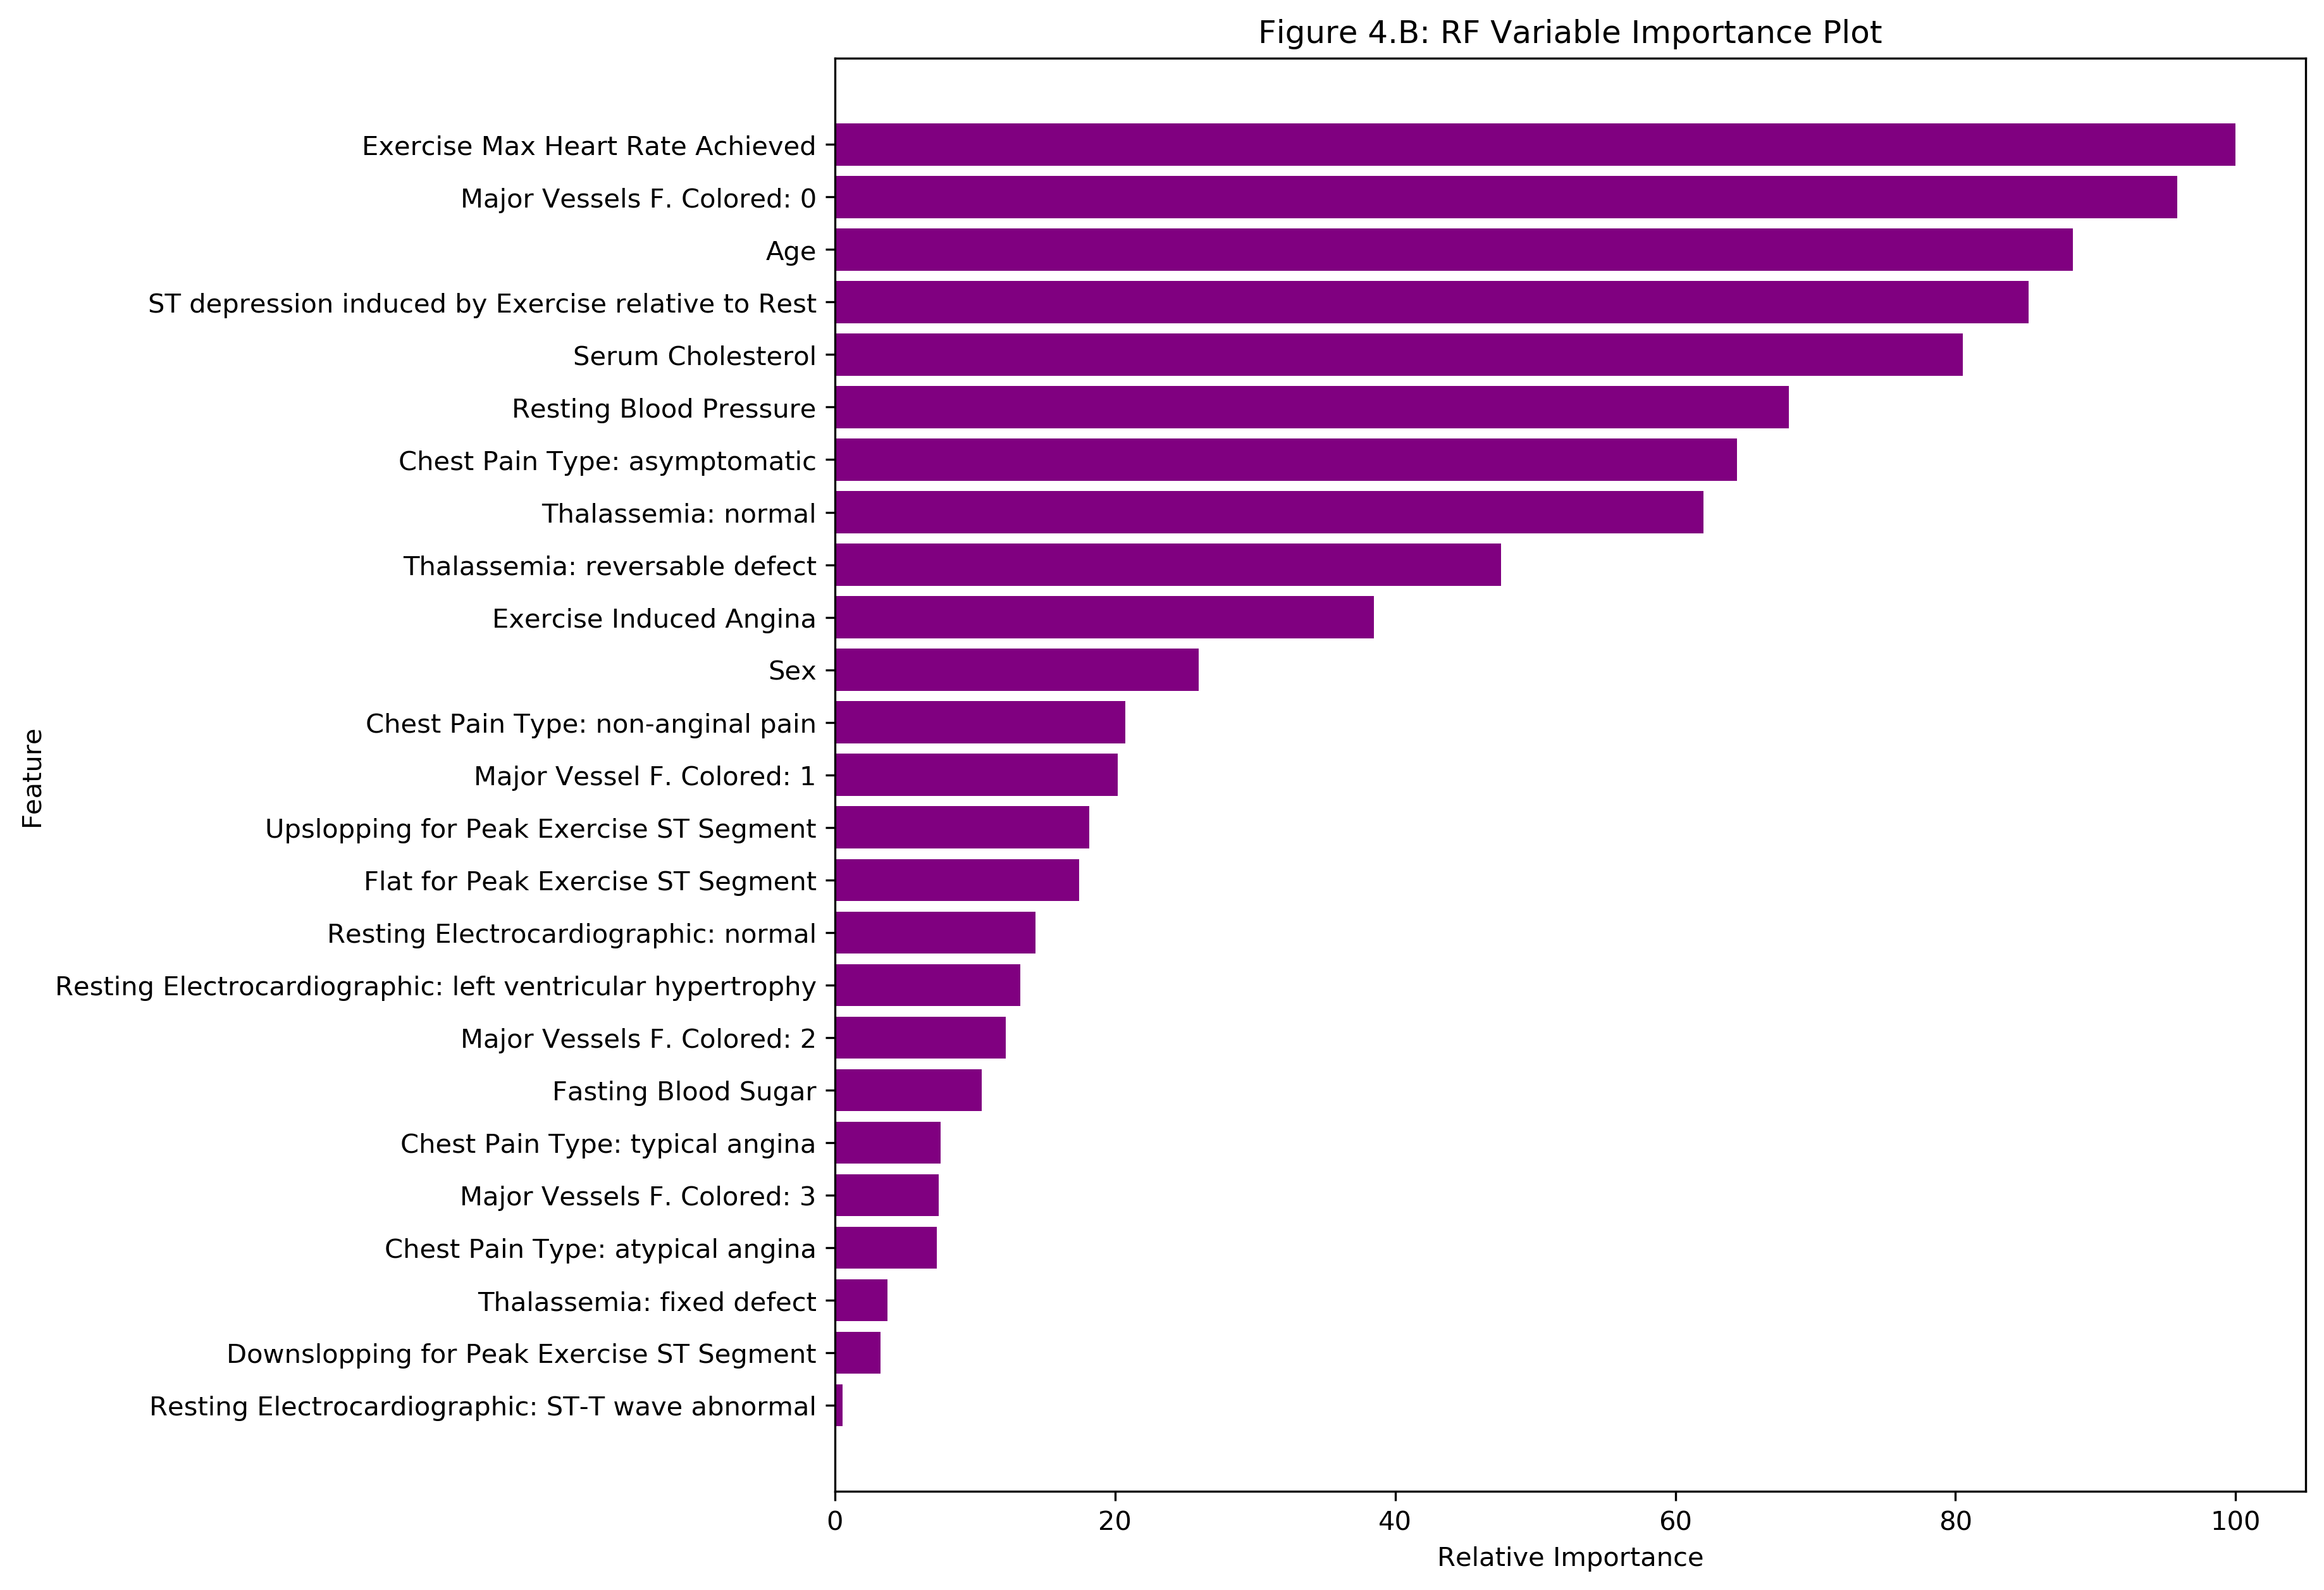 Figure 4.B: RF Variable Importance Plot
Exercise Max Heart Rate Achieved
Major Vessels F. Colored: 0
Age
ST depression induced by Exercise relative to Rest
Serum Cholesterol
Resting Blood Pressure
Chest Pain Type: asymptomatic
Thalassemia: normal
Thalassemia: reversable defect
Exercise Induced Angina
Sex
Chest Pain Type: non-anginal pain
Major Vessel F. Colored: 1
Upslopping for Peak Exercise ST Segment
Flat for Peak Exercise ST Segment
Resting Electrocardiographic: normal
Resting Electrocardiographic: left ventricular hypertrophy
Major Vessels F. Colored: 2
Fasting Blood Sugar
Chest Pain Type: typical angina
Major Vessels F. Colored: 3
Chest Pain Type: atypical angina
Thalassemia: fixed defect
Downslopping for Peak Exercise ST Segment
Resting Electrocardiographic: ST-T wave abnormal
Feature
0 20 40 60 80 100
Relative Importance